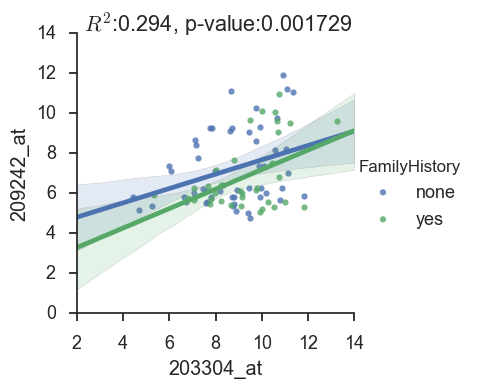 R²:0.294, p-value:0.001729
14
12
10
8
6
4
2
0
209242_at
2 4 6 8 10 12 14
203304_at
FamilyHistory
none
yes